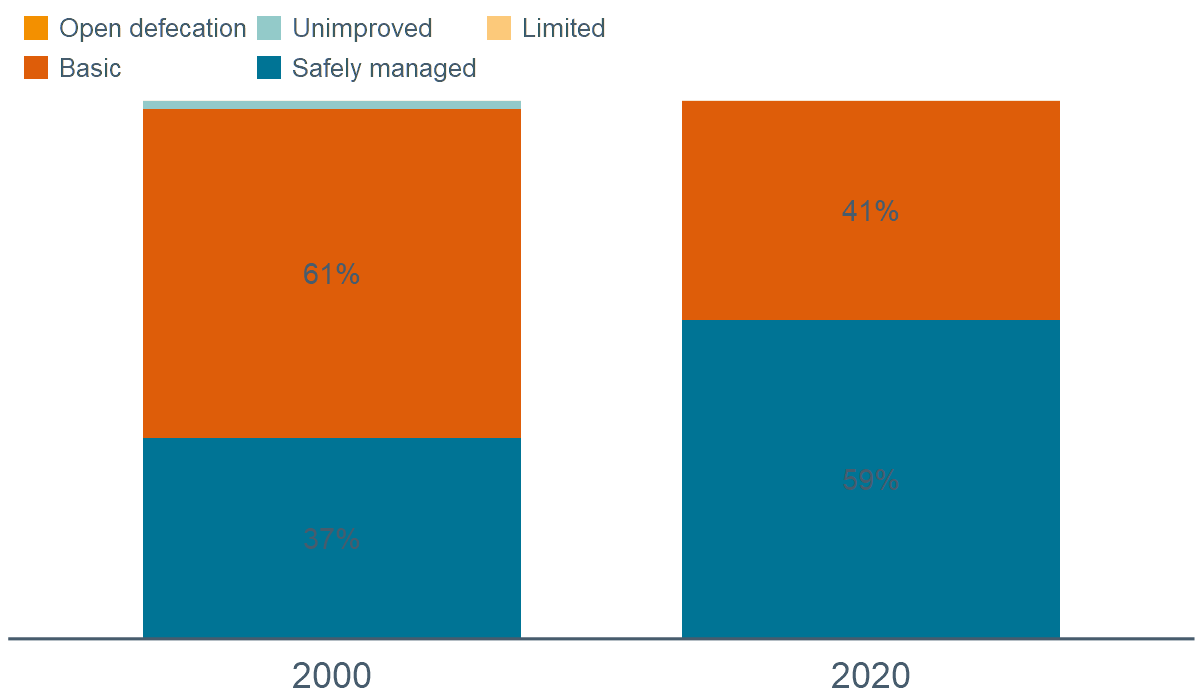 Open defecation Unimproved Limited
Basic Safely managed
41%
61%
59%
37%
2000 2020